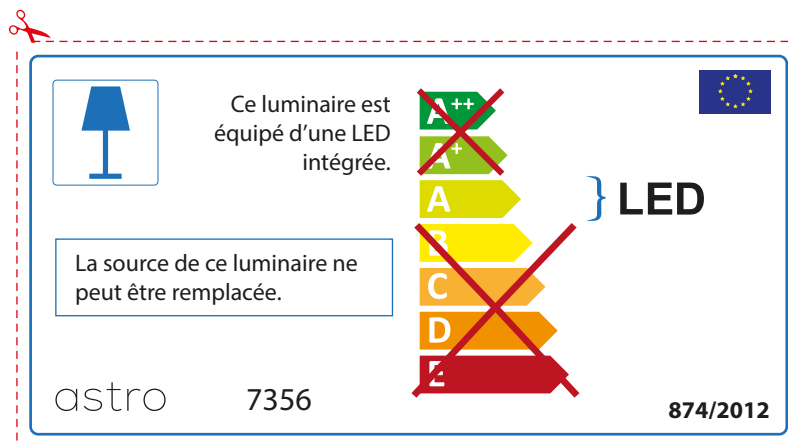 Ce luminaire est
équipé d’une LED
intégrée.
A++
A+
A
B
C
D
E
LED
La source de ce luminaire ne
peut être remplacée.
astro
7356
874/2012